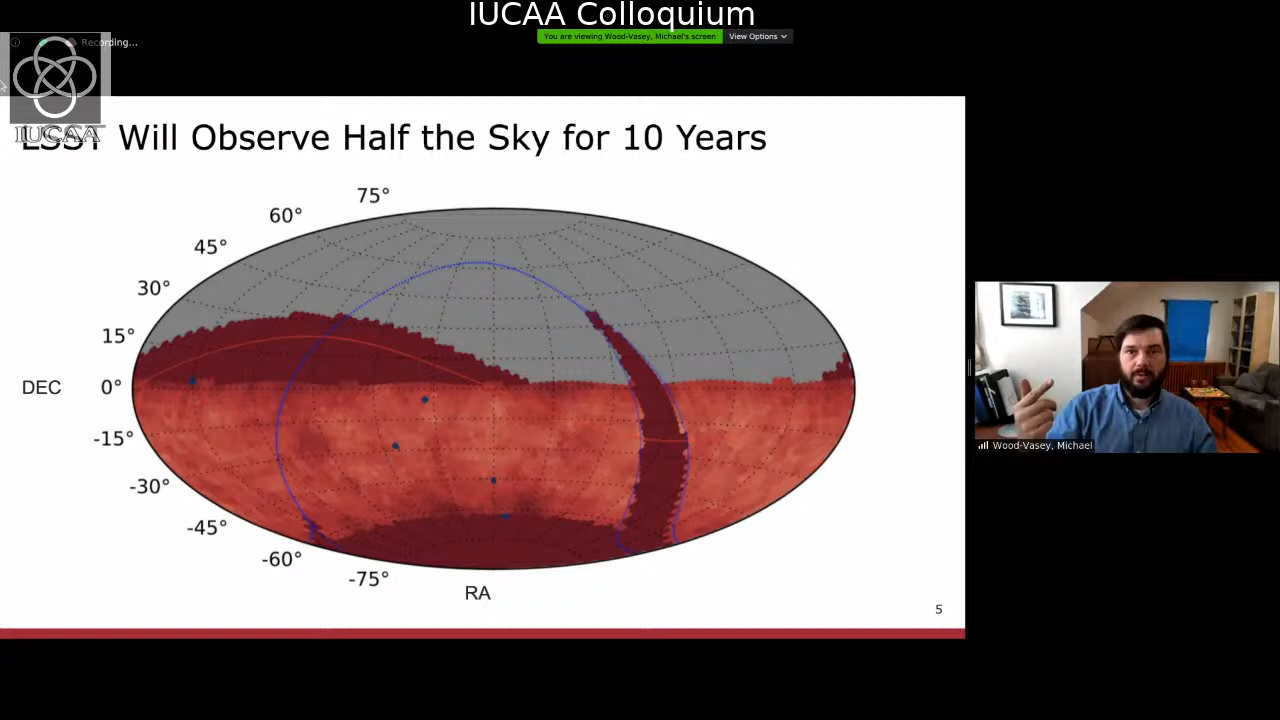 IUCAA Colloquium
You are viewing Wood-Vasey, Michael's screen
View Options
Recording...
IUCAA
LSST Will Observe Half the Sky for 10 Years
75°
60°
45°
30°
15°
DEC
0°
-15°
-30°
-45°
-60°
-75°
RA
5
Wood-Vasey, Michael